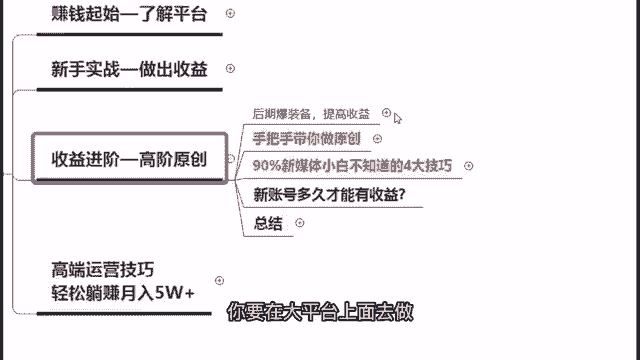 赚钱起始—了解平台
新手实战—做出收益
后期爆装备，提高收益
手把手带你做原创
收益进阶—高阶原创
90%新媒体小白不知道的4大技巧
新账号多久才能有收益?
总结
高端运营技巧
轻松躺赚月入5W+
你要在大平台上面去做